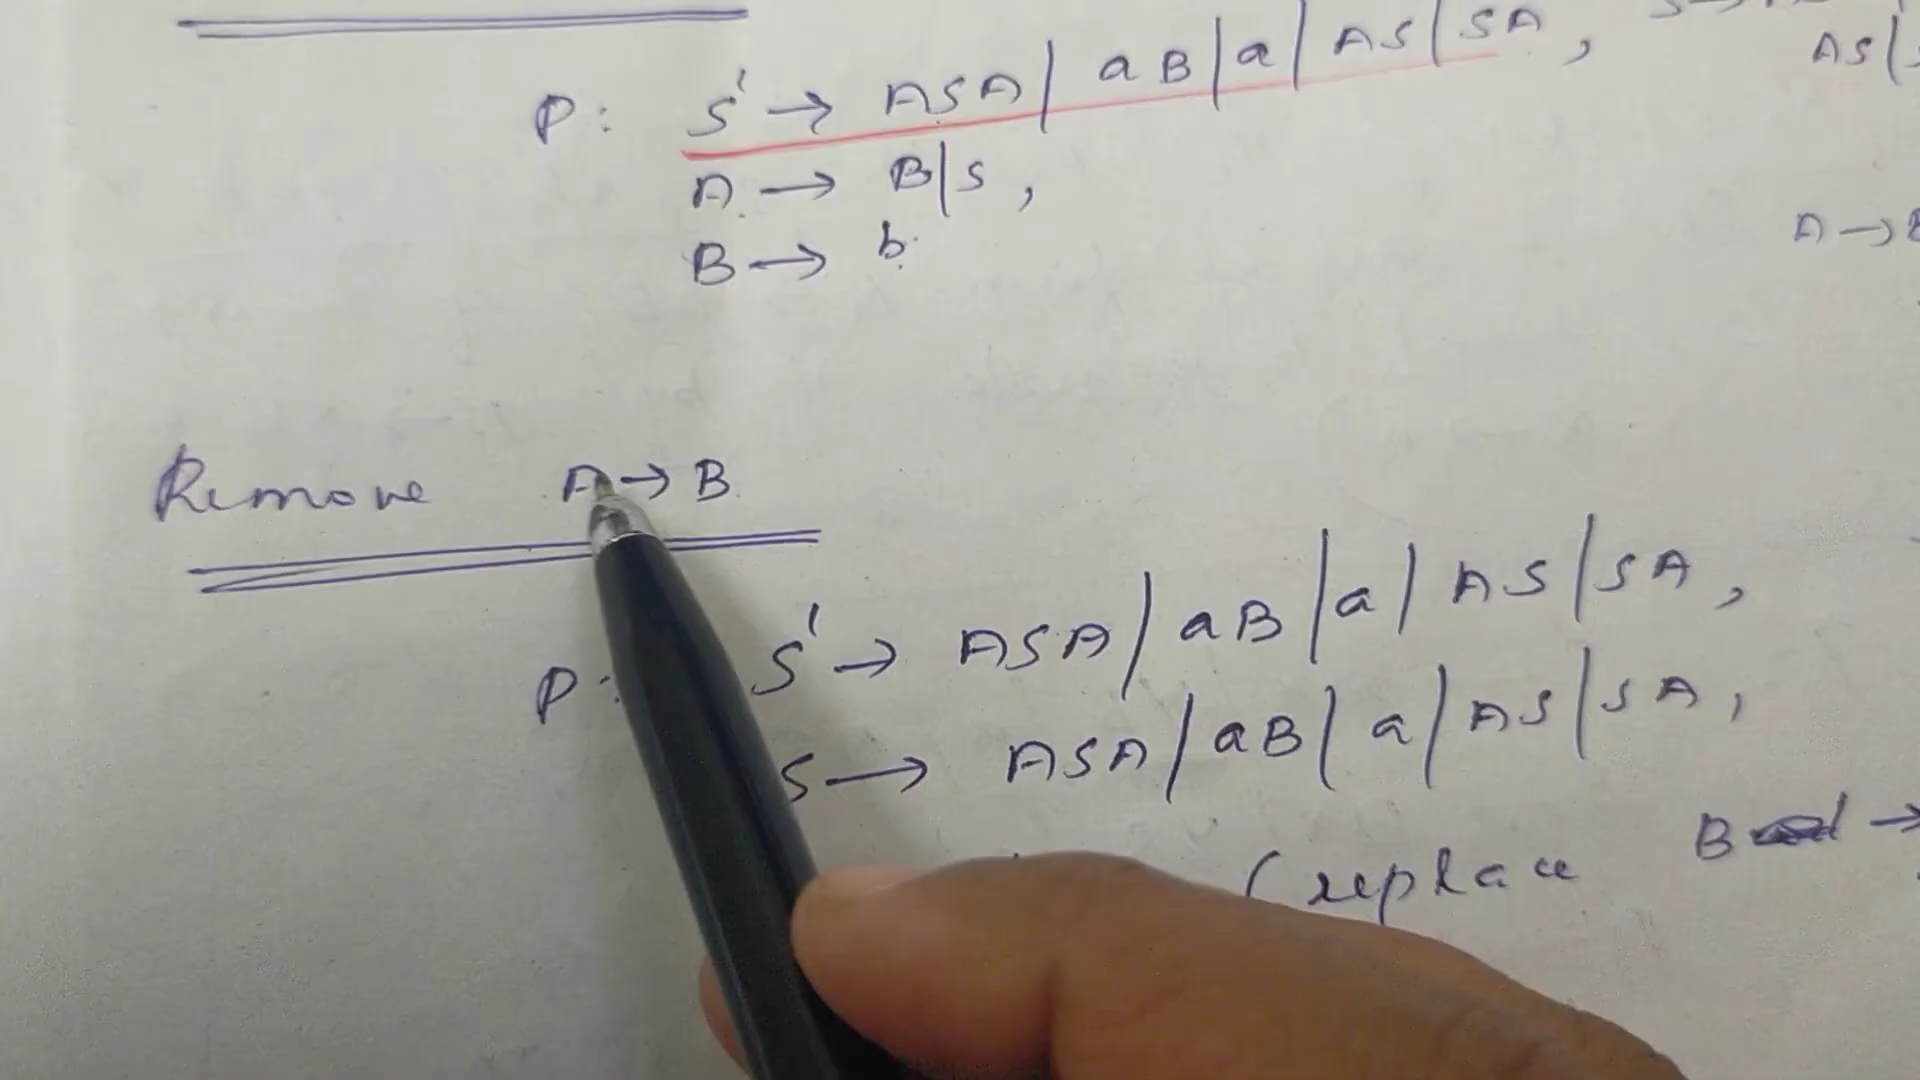 P: S' → ASA | aB | a | AS | SA , S →
AS |
A → B | S ,
A →
B → b
Remove A → B
P: S' → ASA | aB | a | AS | SA ,
S → ASA | aB | a | AS | SA ,
(replace B →